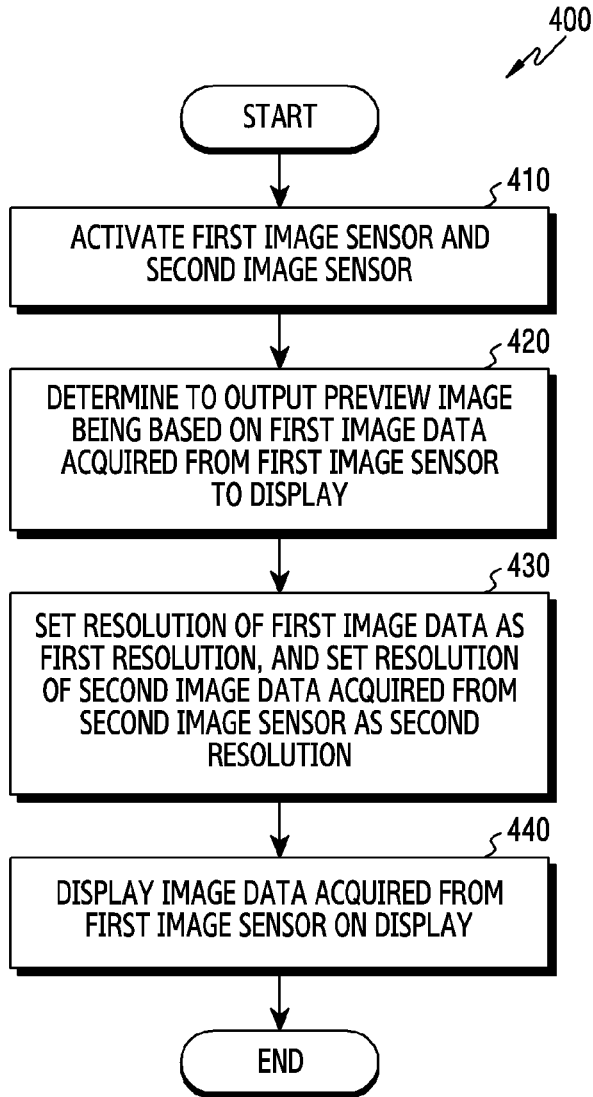 400
START
410
ACTIVATE FIRST IMAGE SENSOR AND
SECOND IMAGE SENSOR
420
DETERMINE TO OUTPUT PREVIEW IMAGE
BEING BASED ON FIRST IMAGE DATA
ACQUIRED FROM FIRST IMAGE SENSOR
TO DISPLAY
430
SET RESOLUTION OF FIRST IMAGE DATA AS
FIRST RESOLUTION, AND SET RESOLUTION
OF SECOND IMAGE DATA ACQUIRED FROM
SECOND IMAGE SENSOR AS SECOND
RESOLUTION
440
DISPLAY IMAGE DATA ACQUIRED FROM
FIRST IMAGE SENSOR ON DISPLAY
END